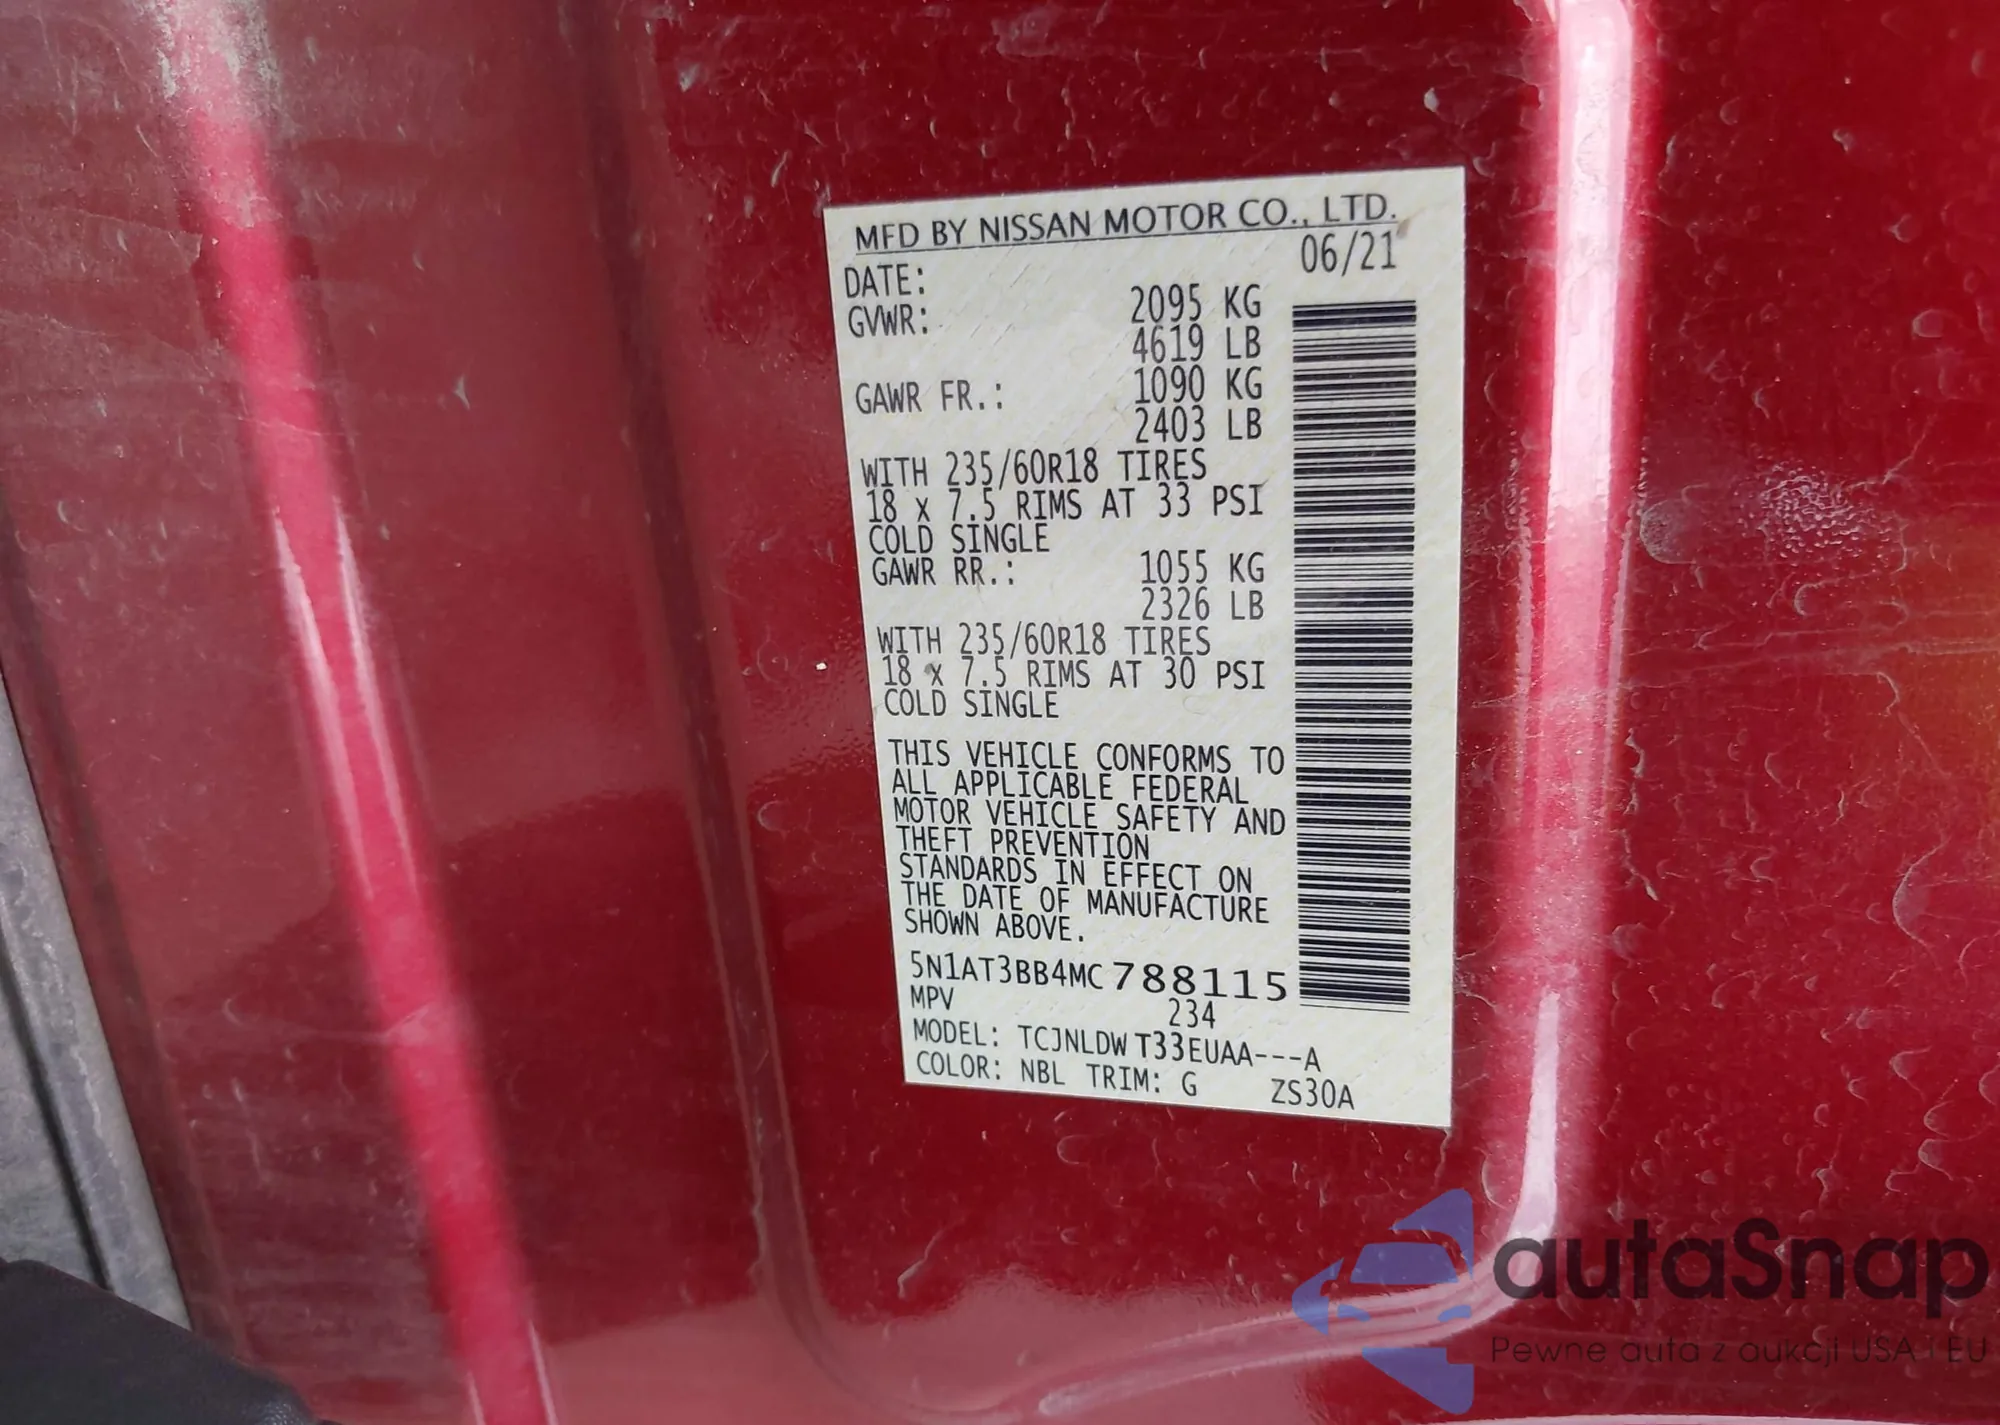 MFD BY NISSAN MOTOR CO., LTD.
DATE: 06/21
GVWR: 2095 KG
4619 LB
GAWR FR.: 1090 KG
2403 LB
WITH 235/60R18 TIRES
18 x 7.5 RIMS AT 33 PSI
COLD SINGLE
GAWR RR.: 1055 KG
2326 LB
WITH 235/60R18 TIRES
18 x 7.5 RIMS AT 30 PSI
COLD SINGLE
THIS VEHICLE CONFORMS TO
ALL APPLICABLE FEDERAL
MOTOR VEHICLE SAFETY AND
THEFT PREVENTION
STANDARDS IN EFFECT ON
THE DATE OF MANUFACTURE
SHOWN ABOVE.
5N1AT3BB4MC788115
MPV 234
MODEL: TCJNLDWT33EUAA---A
COLOR: NBL TRIM: G ZS30A
autaSnap
Pewne auta z aukcji USA i EU